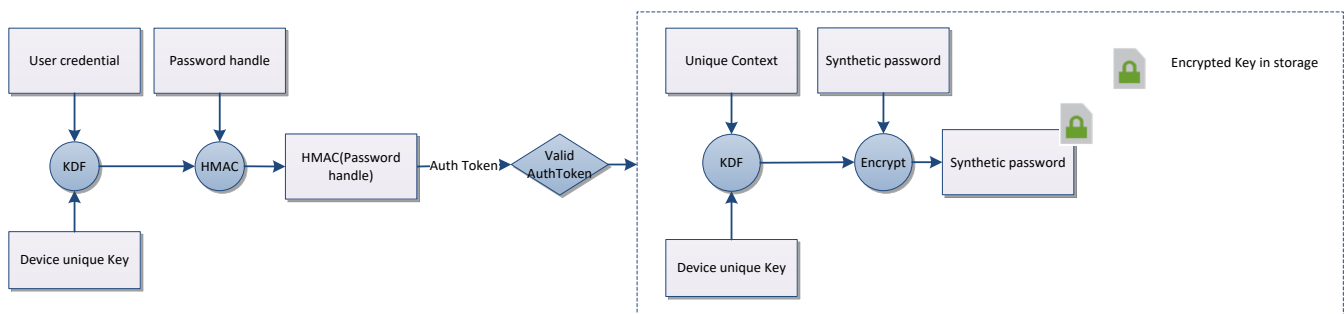 User credential
Password handle
KDF
HMAC
HMAC(Password
handle)
Auth Token
Valid
AuthToken
Device unique Key
Unique Context
Synthetic password
KDF
Encrypt
Synthetic password
Device unique Key
Encrypted Key in storage